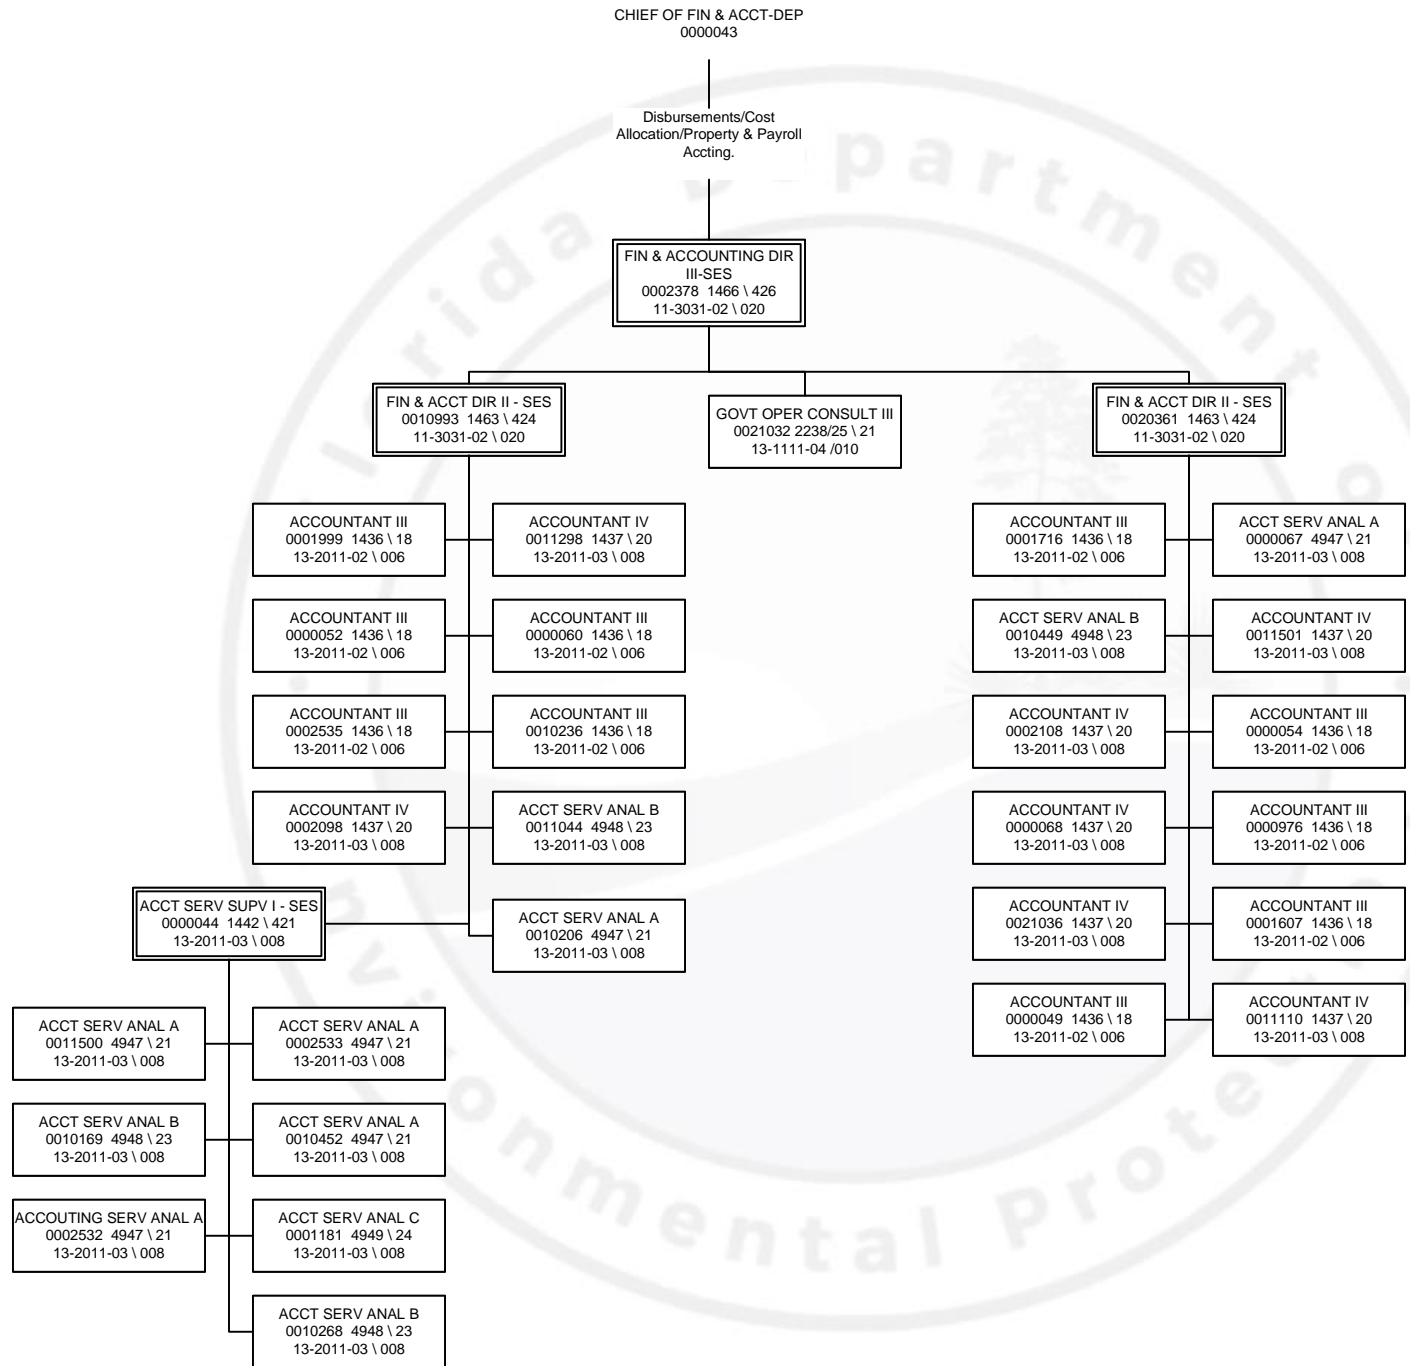 CHIEF OF FIN & ACCT-DEP
0000043
Disbursements/Cost
Allocation/Property & Payroll
Accting.
FIN & ACCOUNTING DIR
III-SES
0002378 1466 \ 426
11-3031-02 \ 020
FIN & ACCT DIR II - SES
0010993 1463 \ 424
11-3031-02 \ 020
GOVT OPER CONSULT III
0021032 2238/25 \ 21
13-1111-04 /010
FIN & ACCT DIR II - SES
0020361 1463 \ 424
11-3031-02 \ 020
ACCOUNTANT III
0001999 1436 \ 18
13-2011-02 \ 006
ACCOUNTANT IV
0011298 1437 \ 20
13-2011-03 \ 008
ACCOUNTANT III
0001716 1436 \ 18
13-2011-02 \ 006
ACCT SERV ANAL A
0000067 4947 \ 21
13-2011-03 \ 008
ACCOUNTANT III
0000052 1436 \ 18
13-2011-02 \ 006
ACCOUNTANT III
0000060 1436 \ 18
13-2011-02 \ 006
ACCT SERV ANAL B
0010449 4948 \ 23
13-2011-03 \ 008
ACCOUNTANT IV
0011501 1437 \ 20
13-2011-03 \ 008
ACCOUNTANT III
0002535 1436 \ 18
13-2011-02 \ 006
ACCOUNTANT III
0010236 1436 \ 18
13-2011-02 \ 006
ACCOUNTANT IV
0002108 1437 \ 20
13-2011-03 \ 008
ACCOUNTANT III
0000054 1436 \ 18
13-2011-02 \ 006
ACCOUNTANT IV
0002098 1437 \ 20
13-2011-03 \ 008
ACCT SERV ANAL B
0011044 4948 \ 23
13-2011-03 \ 008
ACCOUNTANT IV
0000068 1437 \ 20
13-2011-03 \ 008
ACCOUNTANT III
0000976 1436 \ 18
13-2011-02 \ 006
ACCT SERV SUPV I - SES
0000044 1442 \ 421
13-2011-03 \ 008
ACCT SERV ANAL A
0010206 4947 \ 21
13-2011-03 \ 008
ACCOUNTANT IV
0021036 1437 \ 20
13-2011-03 \ 008
ACCOUNTANT III
0001607 1436 \ 18
13-2011-02 \ 006
ACCT SERV ANAL A
0011500 4947 \ 21
13-2011-03 \ 008
ACCT SERV ANAL A
0002533 4947 \ 21
13-2011-03 \ 008
ACCOUNTANT III
0000049 1436 \ 18
13-2011-02 \ 006
ACCOUNTANT IV
0011110 1437 \ 20
13-2011-03 \ 008
ACCT SERV ANAL B
0010169 4948 \ 23
13-2011-03 \ 008
ACCT SERV ANAL A
0010452 4947 \ 21
13-2011-03 \ 008
ACCOUTING SERV ANAL A
0002532 4947 \ 21
13-2011-03 \ 008
ACCT SERV ANAL C
0001181 4949 \ 24
13-2011-03 \ 008
ACCT SERV ANAL B
0010268 4948 \ 23
13-2011-03 \ 008